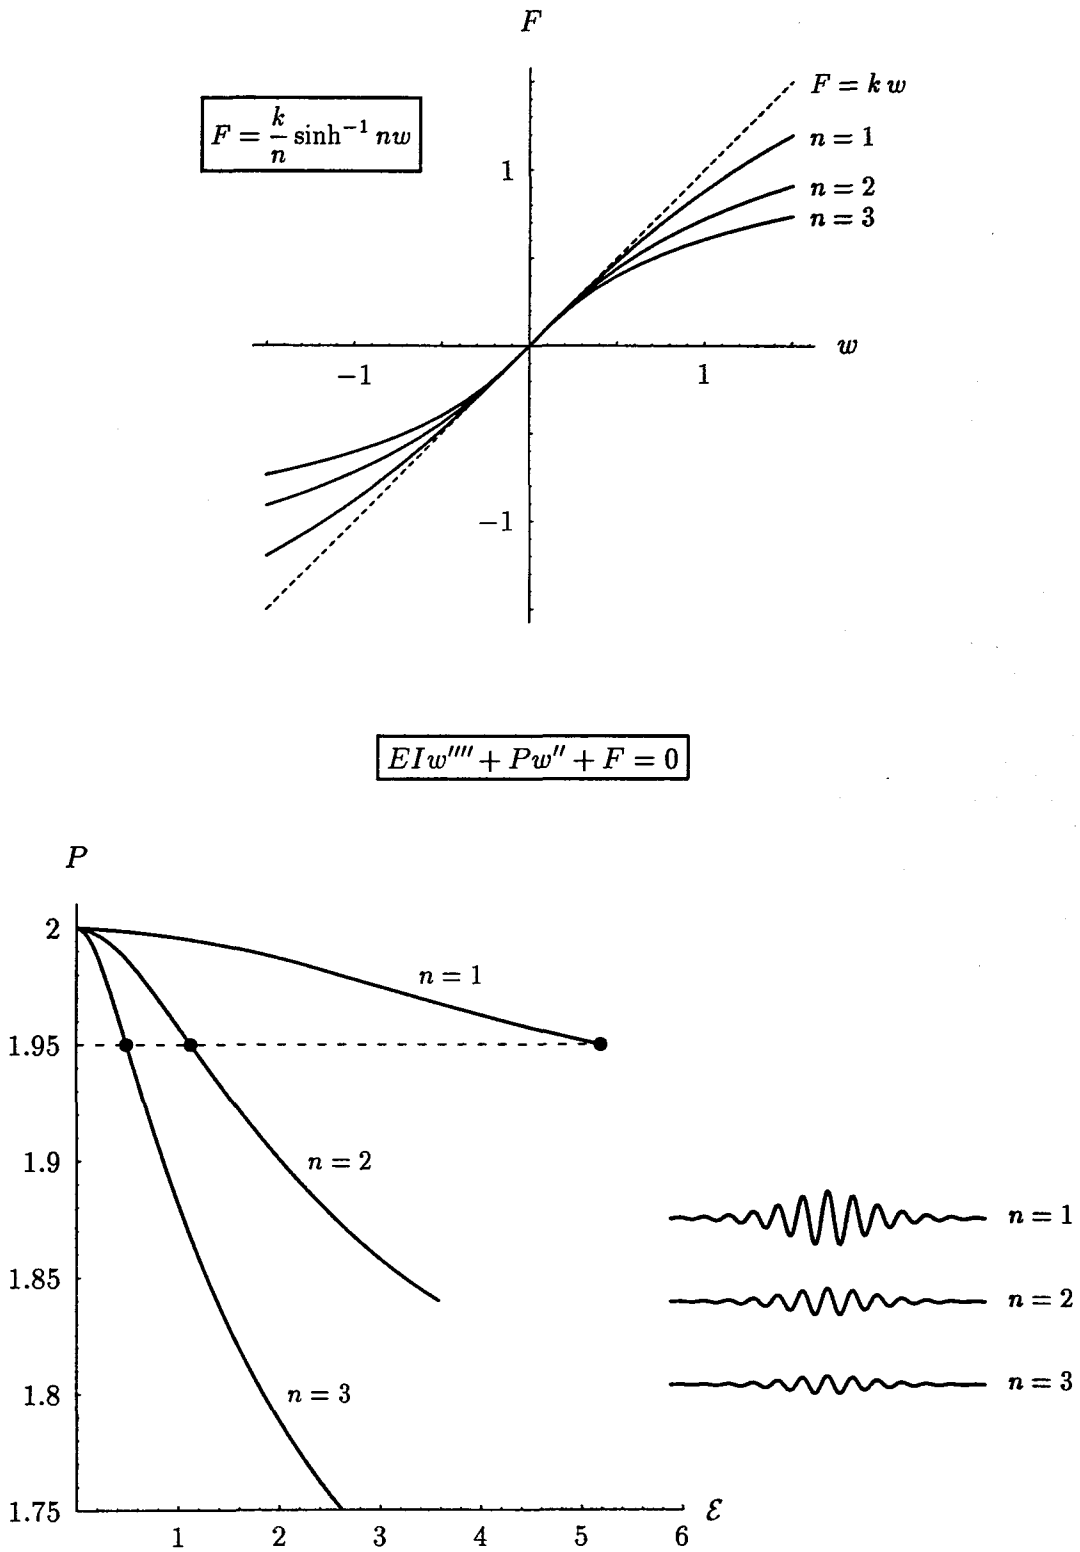 F
F = k/n sinh⁻¹ nw
F = k w
n = 1
1
n = 2
n = 3
w
−1
1
−1
EIw'''' + Pw'' + F = 0
P
2
n = 1
1.95
1.9
n = 2
n = 1
1.85
n = 2
1.8
n = 3
n = 3
1.75
ℰ
1
2
3
4
5
6